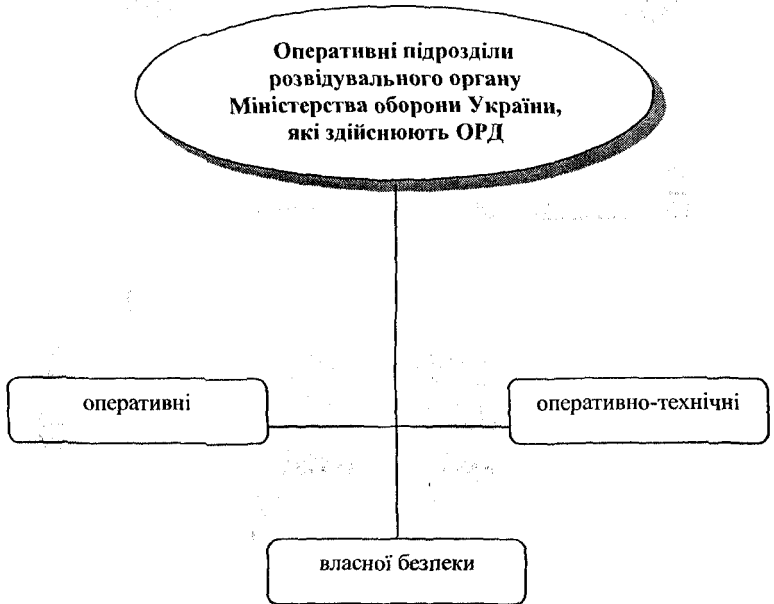 Оперативні підрозділи
розвідувального органу
Міністерства оборони України,
які здійснюють ОРД
оперативні
оперативно-технічні
власної безпеки